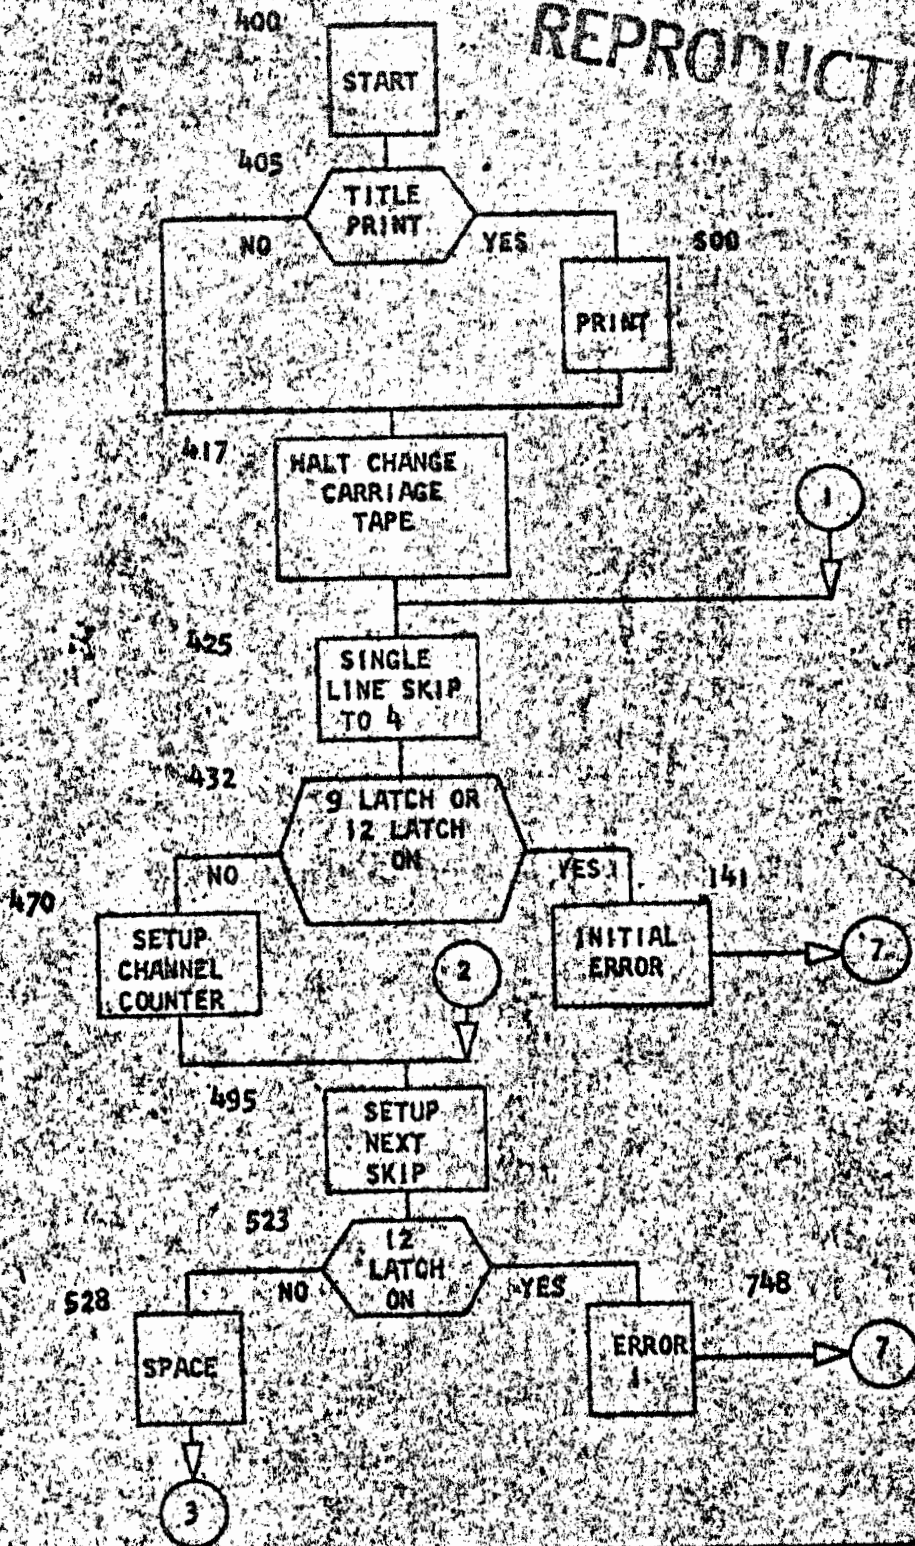 400
REPRODUCTI
START
405
TITLE
PRINT
NO
YES
800
PRINT
417
HALT CHANGE
CARRIAGE
TAPE
1
425
SINGLE
LINE SKIP
TO 4
432
9 LATCH OR
12 LATCH
ON
NO
YES
141
470
SETUP
CHANNEL
COUNTER
2
INITIAL
ERROR
7
495
SETUP
NEXT
SKIP
523
12
LATCH
ON
NO
YES
748
528
SPACE
ERROR
1
7
3